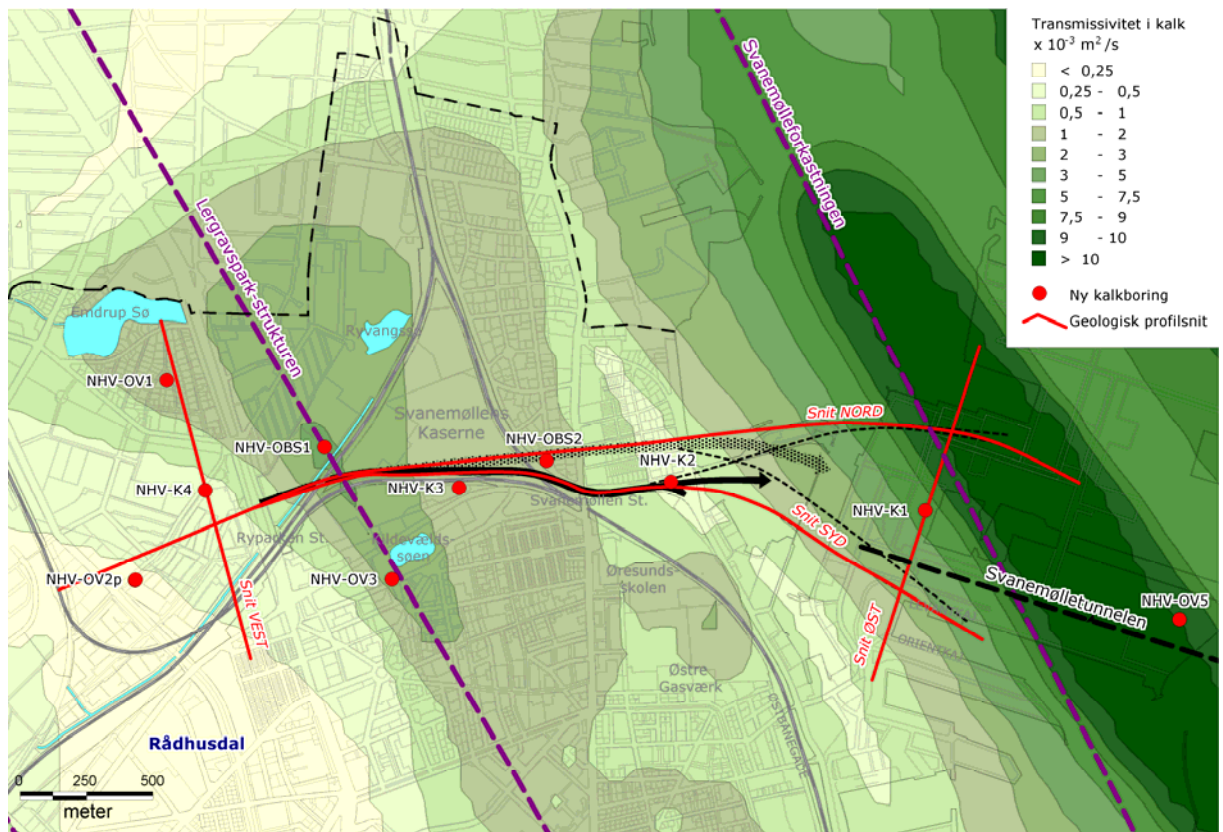 Transmissivitet i kalk
x 10⁻³ m²/s
< 0,25
0,25 - 0,5
0,5 - 1
1 - 2
2 - 3
3 - 5
5 - 7,5
7,5 - 9
9 - 10
> 10
Ny kalkboring
Geologisk profilsnit
Svanemølleforkastningen
Lergravspark-strukturen
Emdrup Sø
Ryvangssø
NHV-OV1
Svanemøllens
Kaserne
Snit NORD
NHV-OBS1
NHV-OBS2
NHV-K2
NHV-K4
NHV-K3
Svanemøllen St.
NHV-K1
Ryparken St.
Snit SYD
NHV-OV2p
NHV-OV3
Øresunds-
skolen
Svanemølletunnelen
NHV-OV5
Snit VEST
Snit ØST
ORIENTKAJ
Østre
Gasværk
ØSTBANEGADE
Rådhusdal
0 250 500
meter